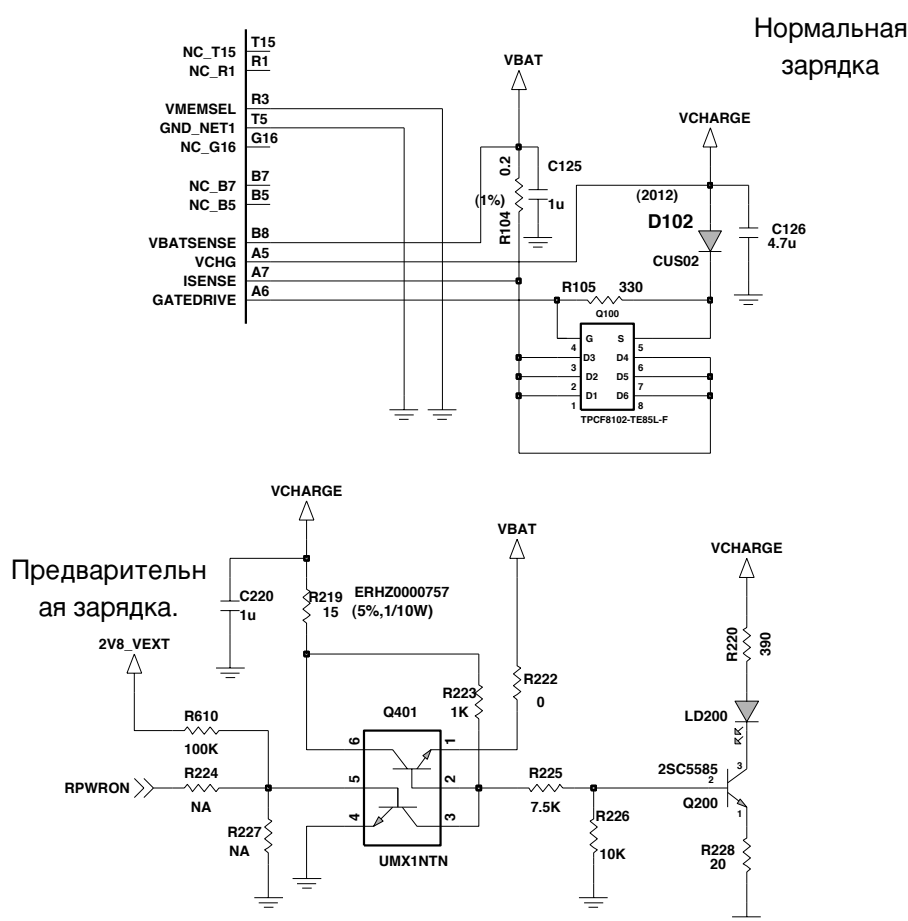 Нормальная
зарядка
NC_T15 T15
NC_R1 R1
VMEMSEL R3
GND_NET1 T5
NC_G16 G16
NC_B7 B7
NC_B5 B5
VBATSENSE B8
VCHG A5
ISENSE A7
GATEDRIVE A6
VBAT
0.2
(1%)
R104
C125
1u
VCHARGE
(2012)
D102
CUS02
C126
4.7u
R105 330
Q100
G S
4 5
D3 D4
3 6
D2 D5
2 7
D1 D6
1 8
TPCF8102-TE85L-F
Предварительн
ая зарядка.
VCHARGE
C220
1u
R219
15
ERHZ0000757
(5%,1/10W)
VBAT
R222
0
R223
1K
2V8_VEXT
R610
100K
RPWRON
R224
NA
R227
NA
Q401
6 1
5 2
4 3
UMX1NTN
R225
7.5K
R226
10K
VCHARGE
R220
390
LD200
2SC5585
2 3
Q200
1
R228
20